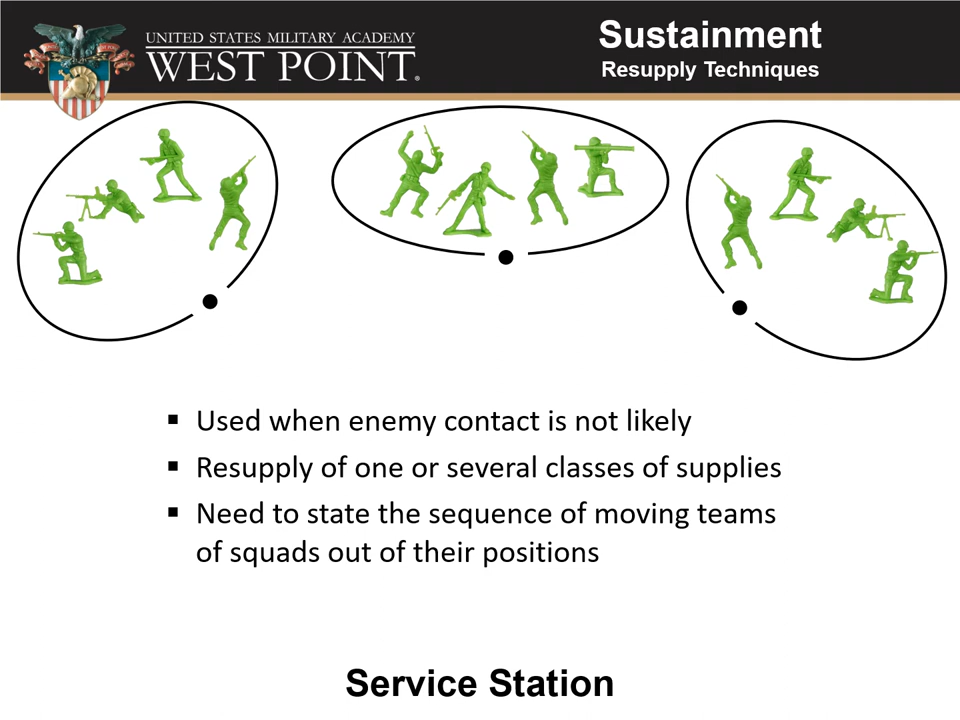 UNITED STATES MILITARY ACADEMY
WEST POINT®
Sustainment
Resupply Techniques
▪ Used when enemy contact is not likely
▪ Resupply of one or several classes of supplies
▪ Need to state the sequence of moving teams
of squads out of their positions
Service Station